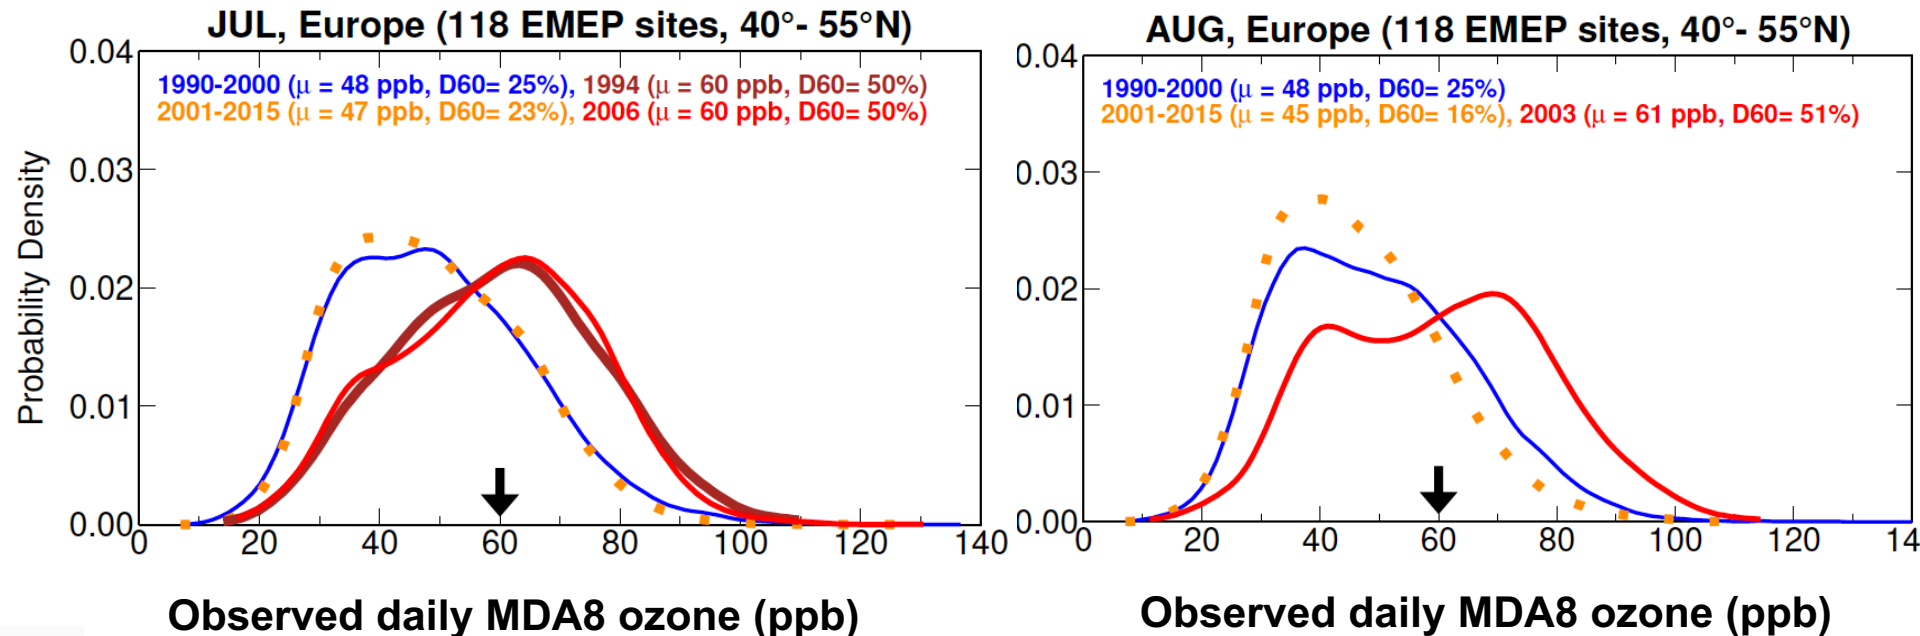 JUL, Europe (118 EMEP sites, 40°- 55°N)
1990-2000 (μ = 48 ppb, D60= 25%), 1994 (μ = 60 ppb, D60= 50%)
2001-2015 (μ = 47 ppb, D60= 23%), 2006 (μ = 60 ppb, D60= 50%)
Probability Density
0.04
0.03
0.02
0.01
0.00
0 20 40 60 80 100 120 140
Observed daily MDA8 ozone (ppb)
AUG, Europe (118 EMEP sites, 40°- 55°N)
1990-2000 (μ = 48 ppb, D60= 25%)
2001-2015 (μ = 45 ppb, D60= 16%), 2003 (μ = 61 ppb, D60= 51%)
0.04
0.03
0.02
0.01
0.00
0 20 40 60 80 100 120 14
Observed daily MDA8 ozone (ppb)